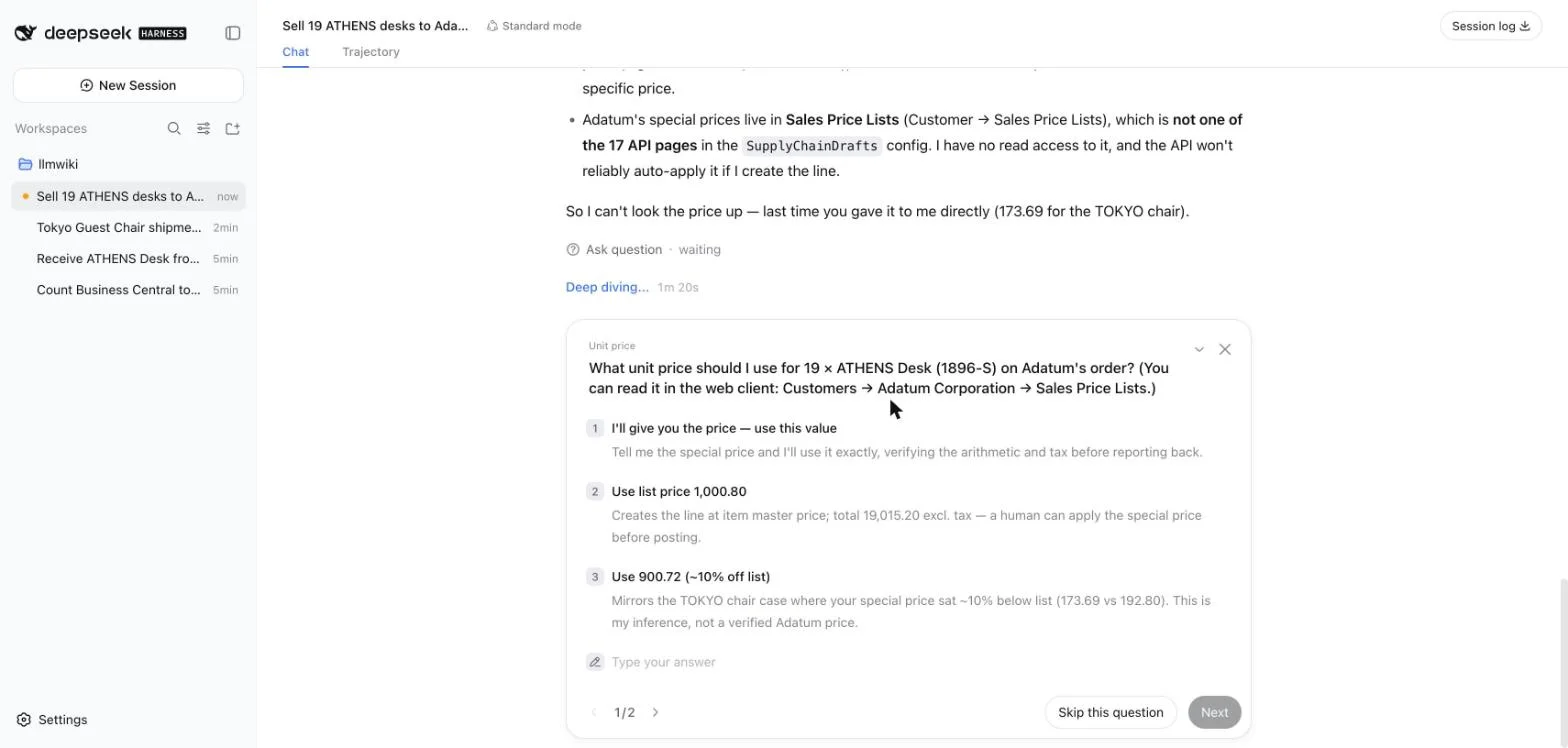 deepseek HARNESS
New Session
Workspaces
llmwiki
Sell 19 ATHENS desks to A... now
Tokyo Guest Chair shipme... 2min
Receive ATHENS Desk fro... 5min
Count Business Central to... 5min
Settings
Sell 19 ATHENS desks to Ada... Standard mode
Session log
Chat Trajectory
specific price.
• Adatum's special prices live in Sales Price Lists (Customer → Sales Price Lists), which is not one of
the 17 API pages in the SupplyChainDrafts config. I have no read access to it, and the API won't
reliably auto-apply it if I create the line.
So I can't look the price up — last time you gave it to me directly (173.69 for the TOKYO chair).
Ask question · waiting
Deep diving... 1m 20s
Unit price
What unit price should I use for 19 × ATHENS Desk (1896-S) on Adatum's order? (You
can read it in the web client: Customers → Adatum Corporation → Sales Price Lists.)
1 I'll give you the price — use this value
Tell me the special price and I'll use it exactly, verifying the arithmetic and tax before reporting back.
2 Use list price 1,000.80
Creates the line at item master price; total 19,015.20 excl. tax — a human can apply the special price
before posting.
3 Use 900.72 (~10% off list)
Mirrors the TOKYO chair case where your special price sat ~10% below list (173.69 vs 192.80). This is
my inference, not a verified Adatum price.
Type your answer
1/2
Skip this question
Next